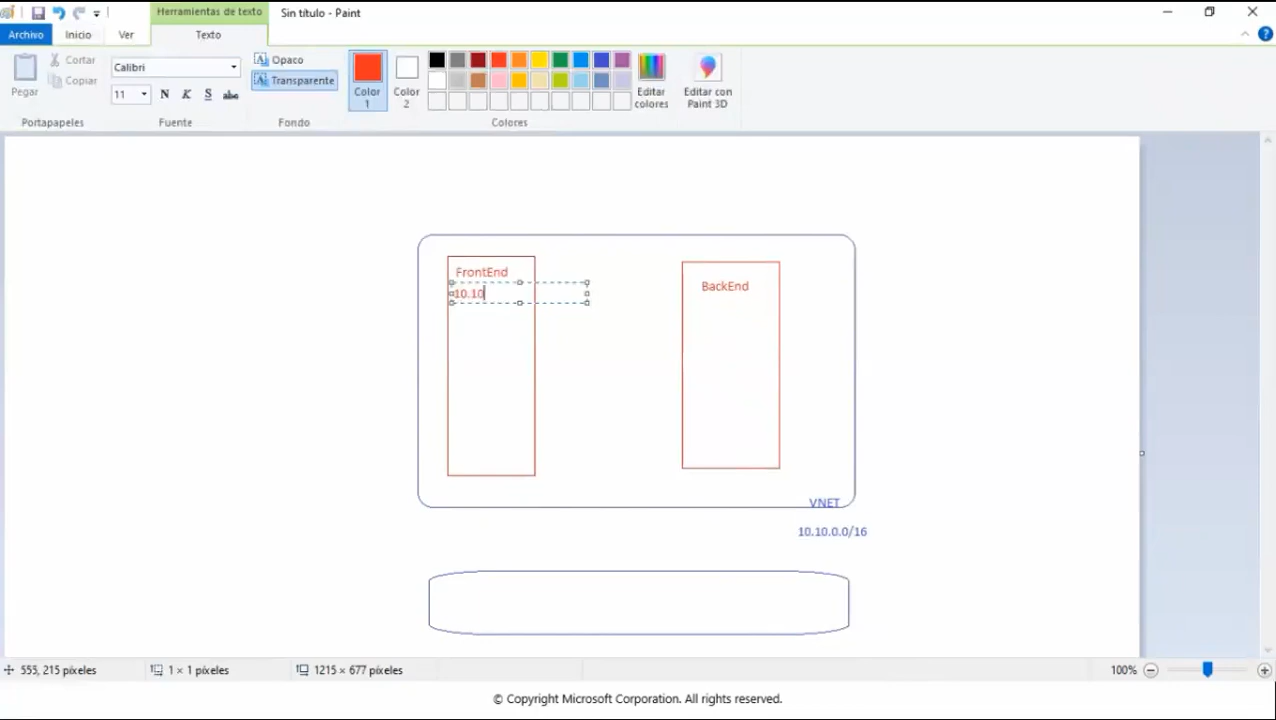 Herramientas de texto
Sin título - Paint
Archivo
Inicio
Ver
Texto
Pegar
Cortar
Copiar
Portapapeles
Calibri
11
N K S abc
Fuente
Opaco
Transparente
Fondo
Color 1
Color 2
Colores
Editar colores
Editar con Paint 3D
FrontEnd
10.10
BackEnd
VNET
10.10.0.0/16
555, 215 píxeles
1 × 1 píxeles
1215 × 677 píxeles
100%
© Copyright Microsoft Corporation. All rights reserved.